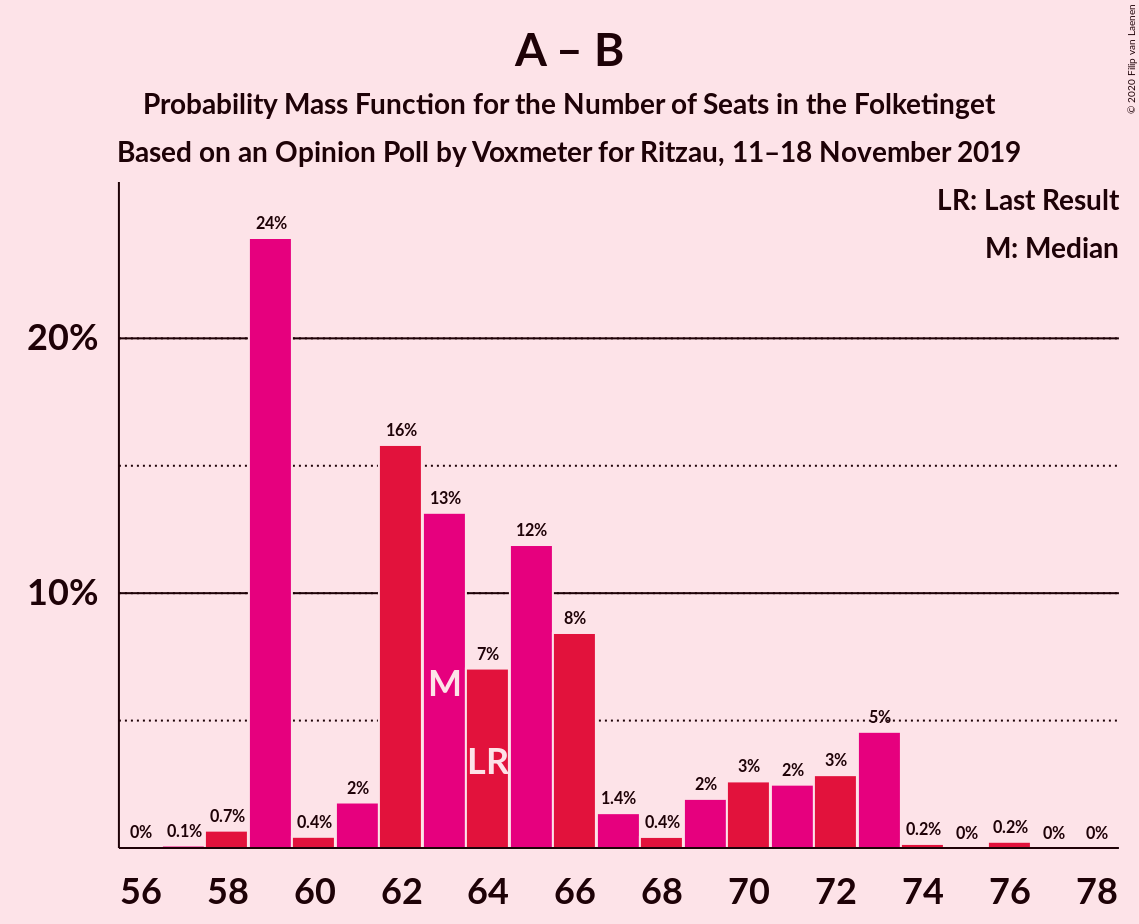 A – B
Probability Mass Function for the Number of Seats in the Folketinget
Based on an Opinion Poll by Voxmeter for Ritzau, 11–18 November 2019
© 2020 Filip van Laenen
LR: Last Result
M: Median
20%
10%
0%
0.1%
0.7%
24%
0.4%
2%
16%
13%
7%
12%
8%
1.4%
0.4%
2%
3%
2%
3%
5%
0.2%
0%
0.2%
0%
0%
M
LR
56 58 60 62 64 66 68 70 72 74 76 78